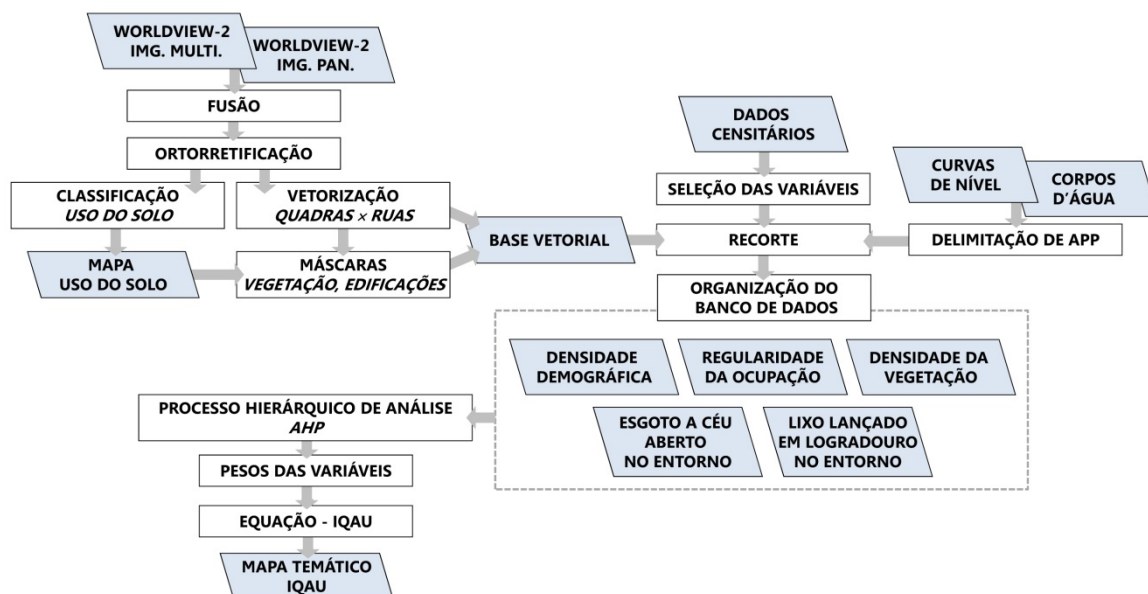 WORLDVIEW-2
IMG. MULTI.
WORLDVIEW-2
IMG. PAN.
FUSÃO
ORTORRETIFICAÇÃO
CLASSIFICAÇÃO
USO DO SOLO
VETORIZAÇÃO
QUADRAS × RUAS
MAPA
USO DO SOLO
MÁSCARAS
VEGETAÇÃO, EDIFICAÇÕES
BASE VETORIAL
DADOS
CENSITÁRIOS
SELEÇÃO DAS VARIÁVEIS
RECORTE
CURVAS
DE NÍVEL
CORPOS
D’ÁGUA
DELIMITAÇÃO DE APP
ORGANIZAÇÃO DO
BANCO DE DADOS
DENSIDADE
DEMOGRÁFICA
REGULARIDADE
DA OCUPAÇÃO
DENSIDADE DA
VEGETAÇÃO
ESGOTO A CÉU
ABERTO
NO ENTORNO
LIXO LANÇADO
EM LOGRADOURO
NO ENTORNO
PROCESSO HIERÁRQUICO DE ANÁLISE
AHP
PESOS DAS VARIÁVEIS
EQUAÇÃO - IQAU
MAPA TEMÁTICO
IQAU